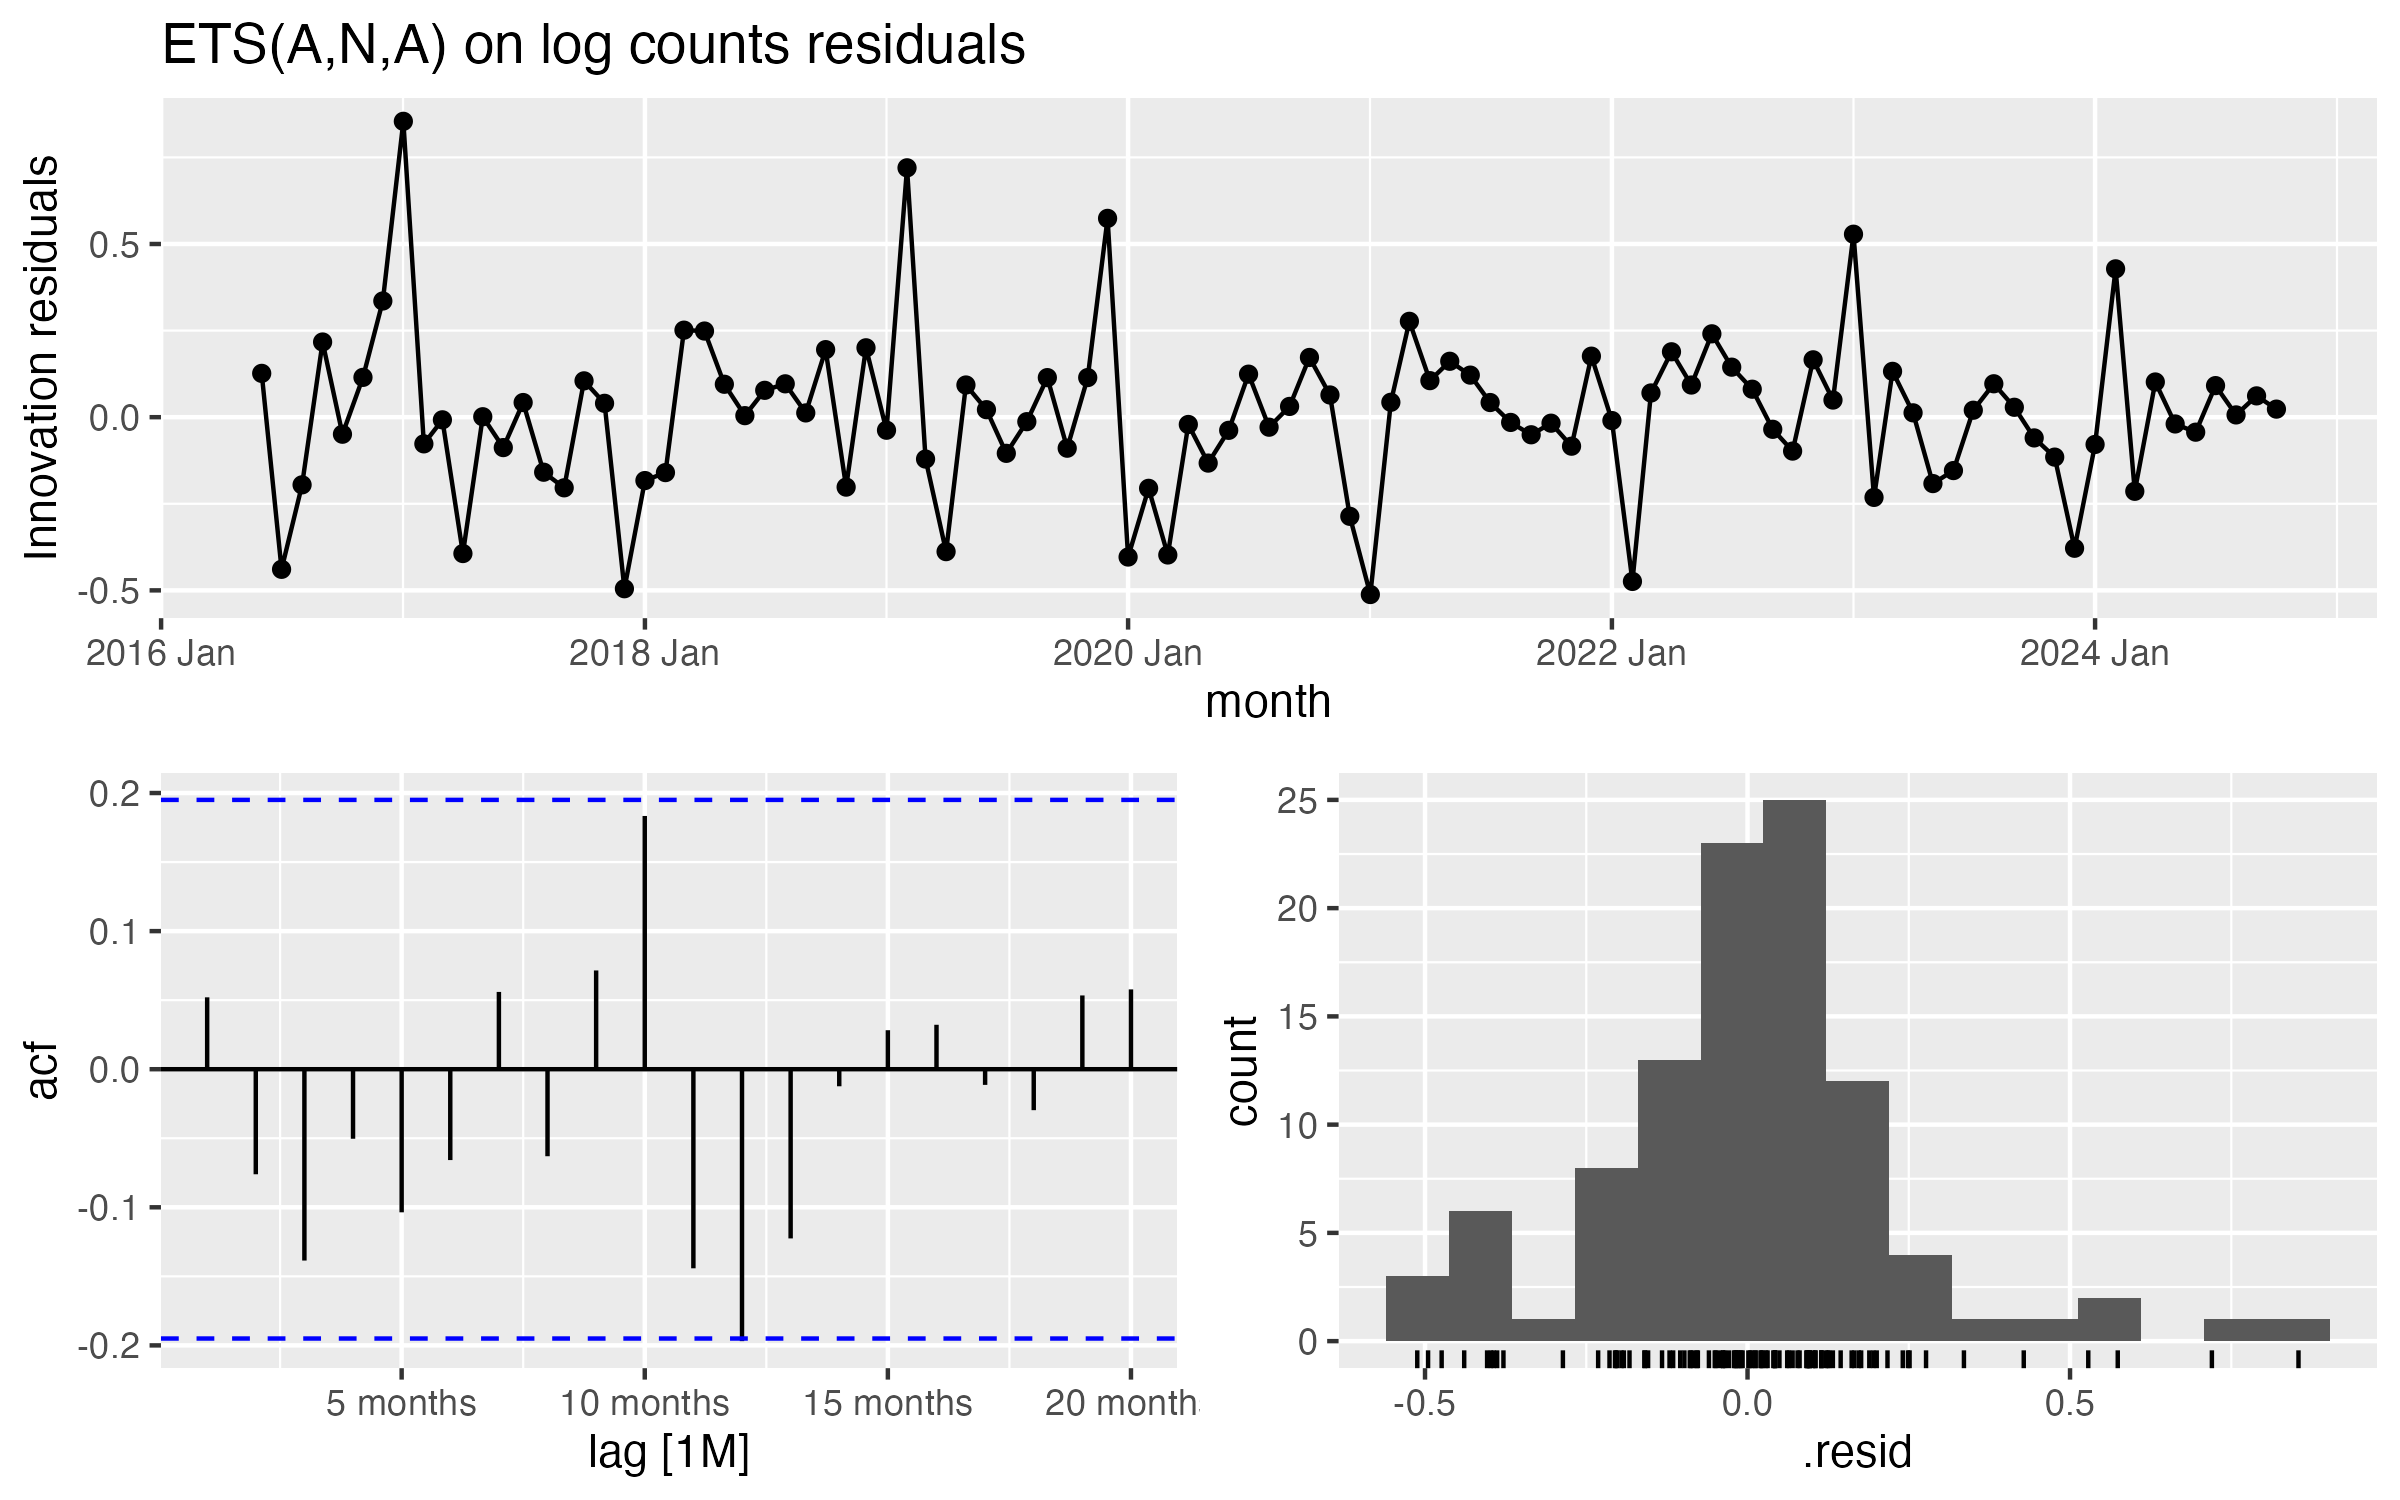 ETS(A,N,A) on log counts residuals
Innovation residuals
0.5
0.0
-0.5
2016 Jan 2018 Jan 2020 Jan 2022 Jan 2024 Jan
month
acf
0.2
0.1
0.0
-0.1
-0.2
5 months 10 months 15 months 20 month
lag [1M]
count
25
20
15
10
5
0
-0.5 0.0 0.5
.resid